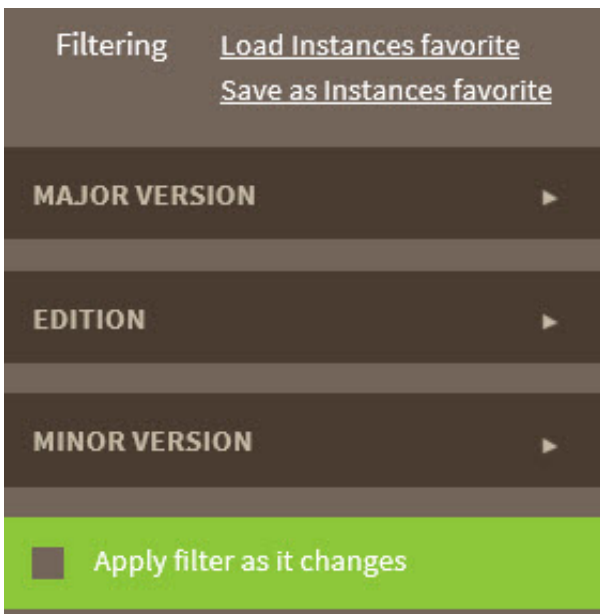 Filtering Load Instances favorite
Save as Instances favorite
MAJOR VERSION
EDITION
MINOR VERSION
Apply filter as it changes